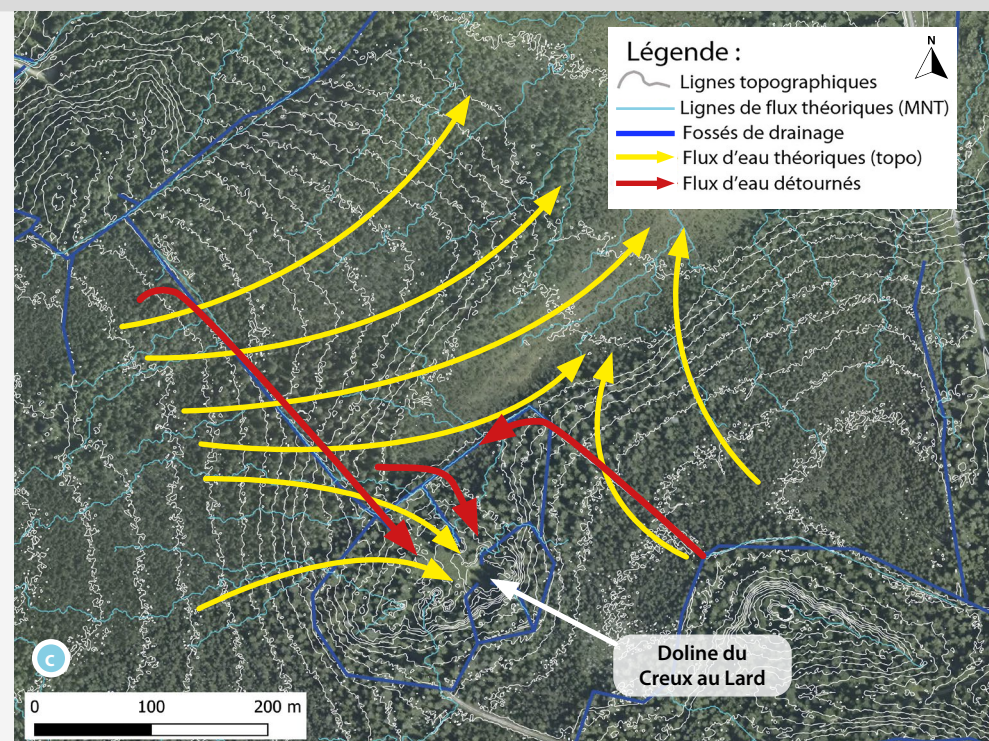 Légende :
N
Lignes topographiques
Lignes de flux théoriques (MNT)
Fossés de drainage
Flux d'eau théoriques (topo)
Flux d'eau détournés
Doline du
Creux au Lard
c
0 100 200 m